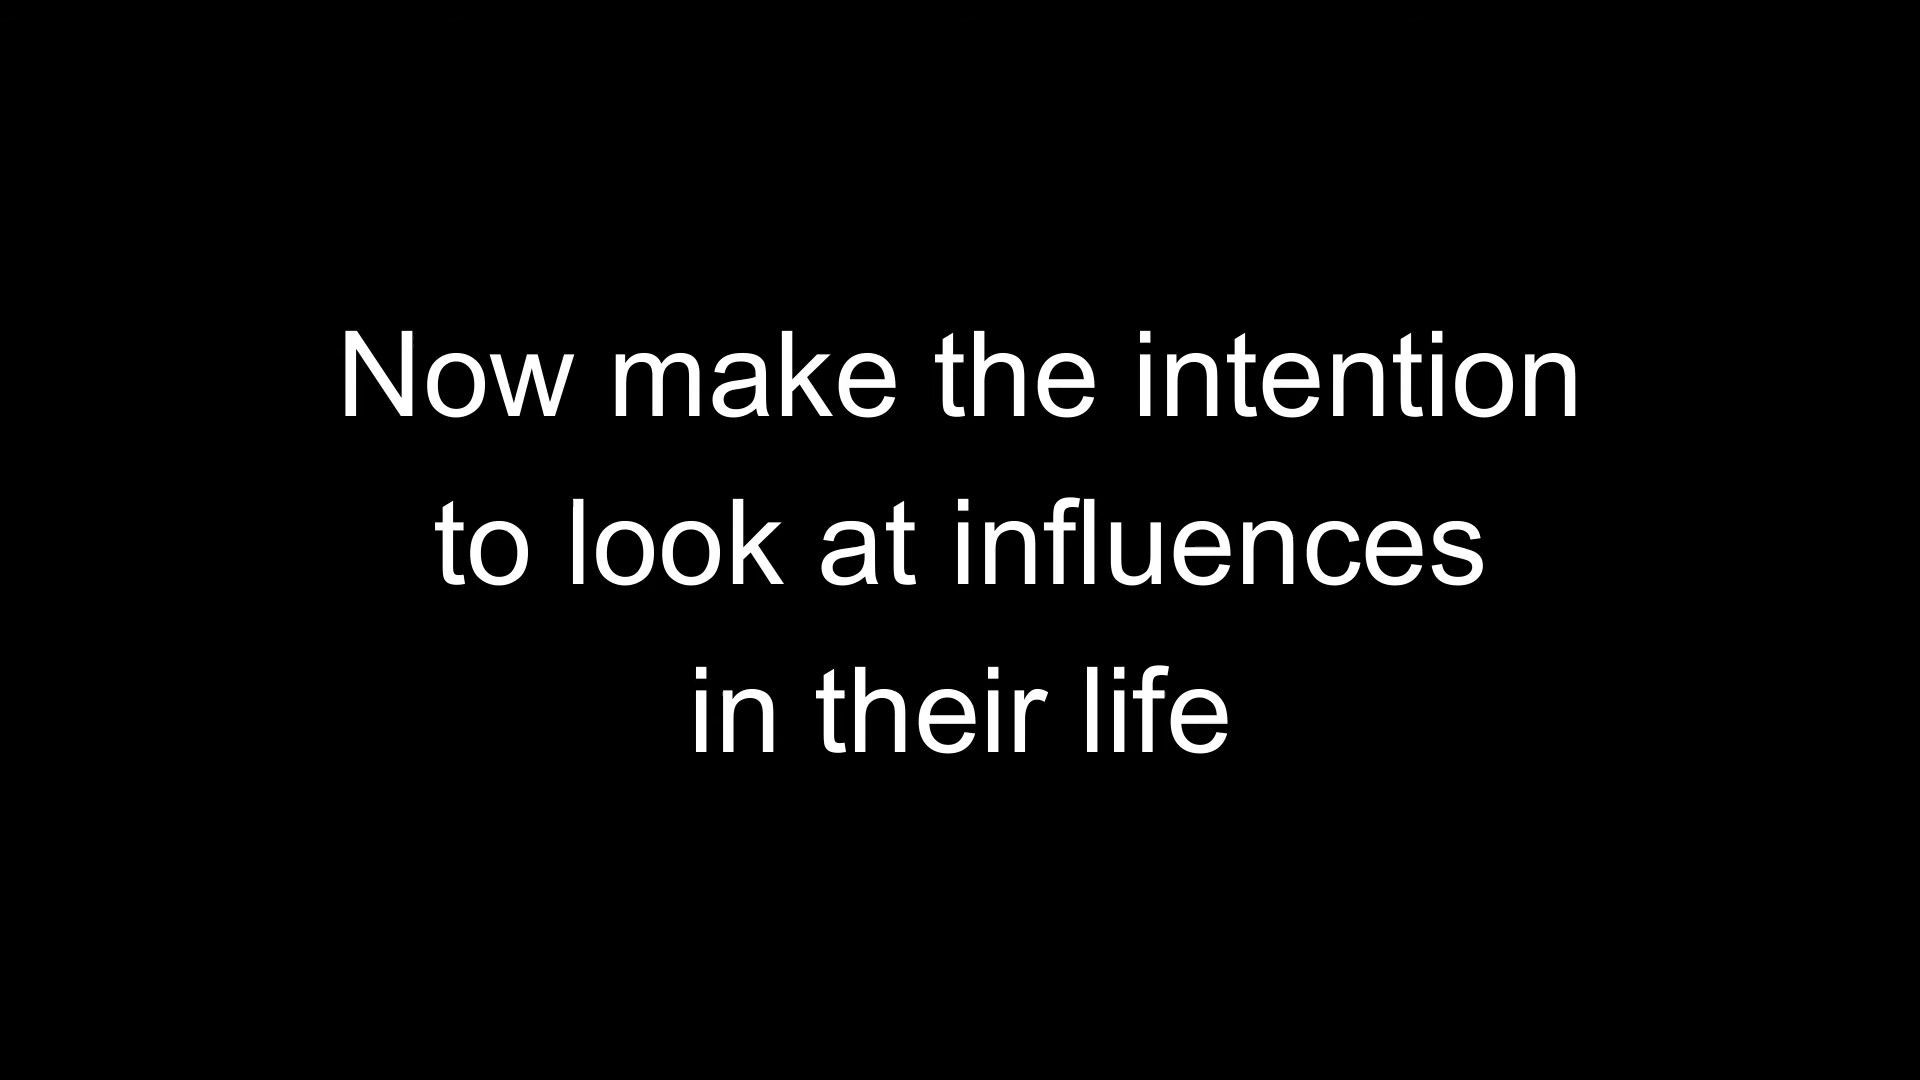 Now make the intention
to look at influences
in their life